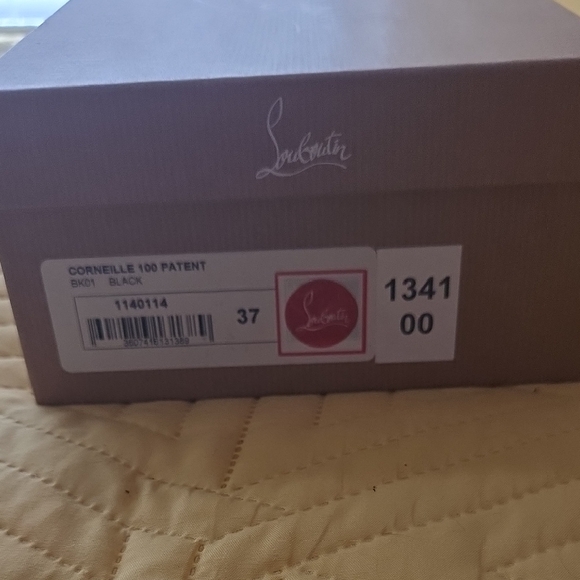 Louboutin
CORNEILLE 100 PATENT
BK01 BLACK
1140114
37
Louboutin
1341
00